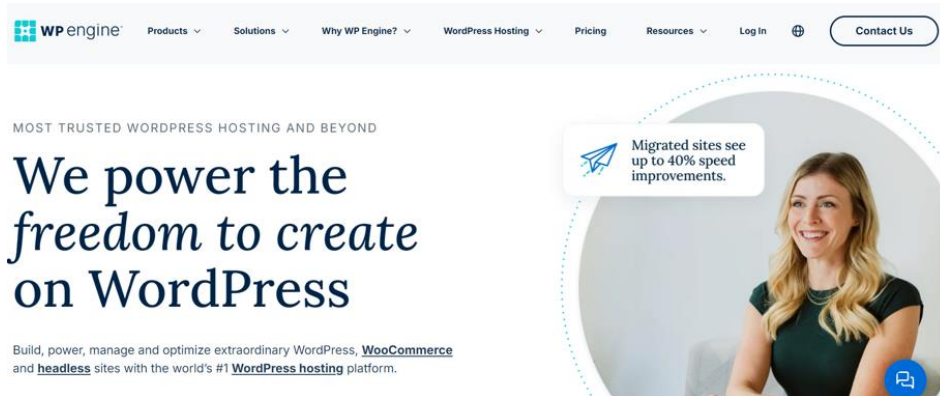 WP engine
Products
Solutions
Why WP Engine?
WordPress Hosting
Pricing
Resources
Log In
Contact Us
MOST TRUSTED WORDPRESS HOSTING AND BEYOND
We power the
freedom to create
on WordPress
Build, power, manage and optimize extraordinary WordPress, WooCommerce
and headless sites with the world's #1 WordPress hosting platform.
Migrated sites see
up to 40% speed
improvements.